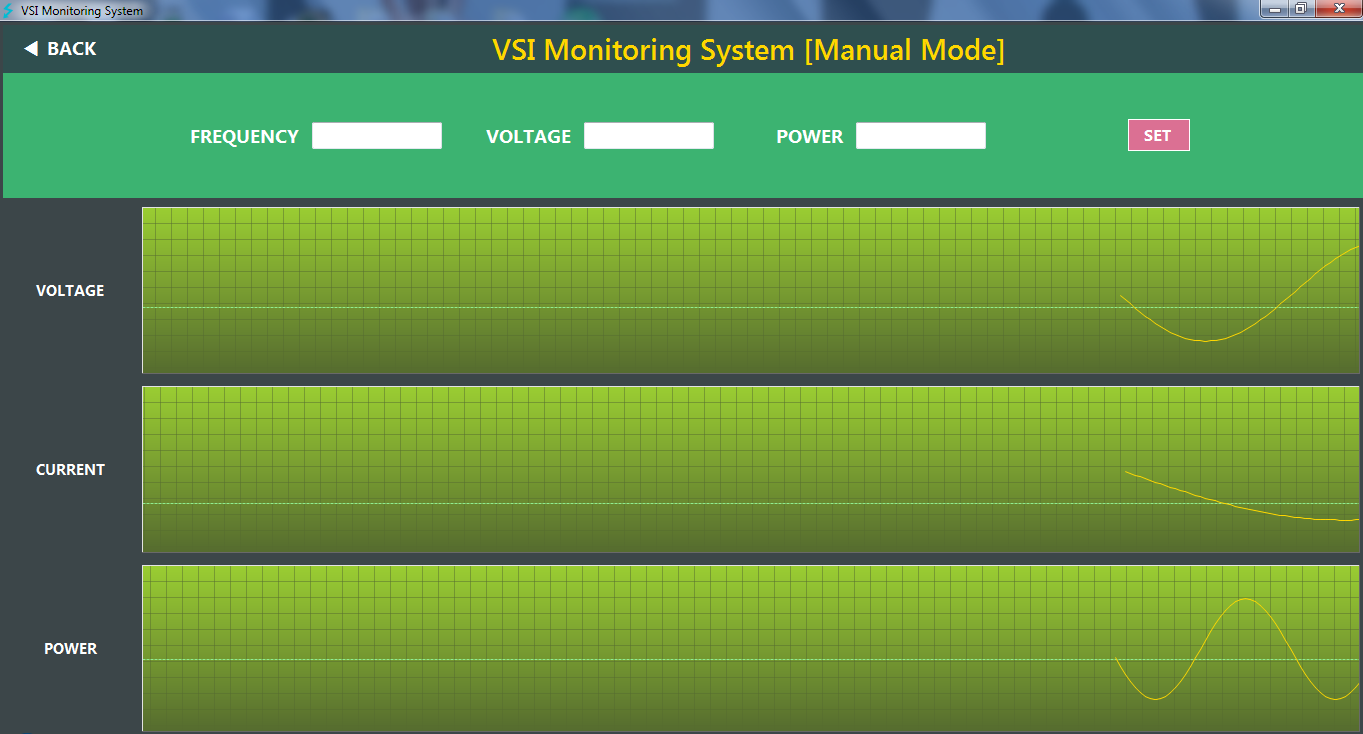 VSI Monitoring System
BACK
VSI Monitoring System [Manual Mode]
FREQUENCY
VOLTAGE
POWER
SET
VOLTAGE
CURRENT
POWER